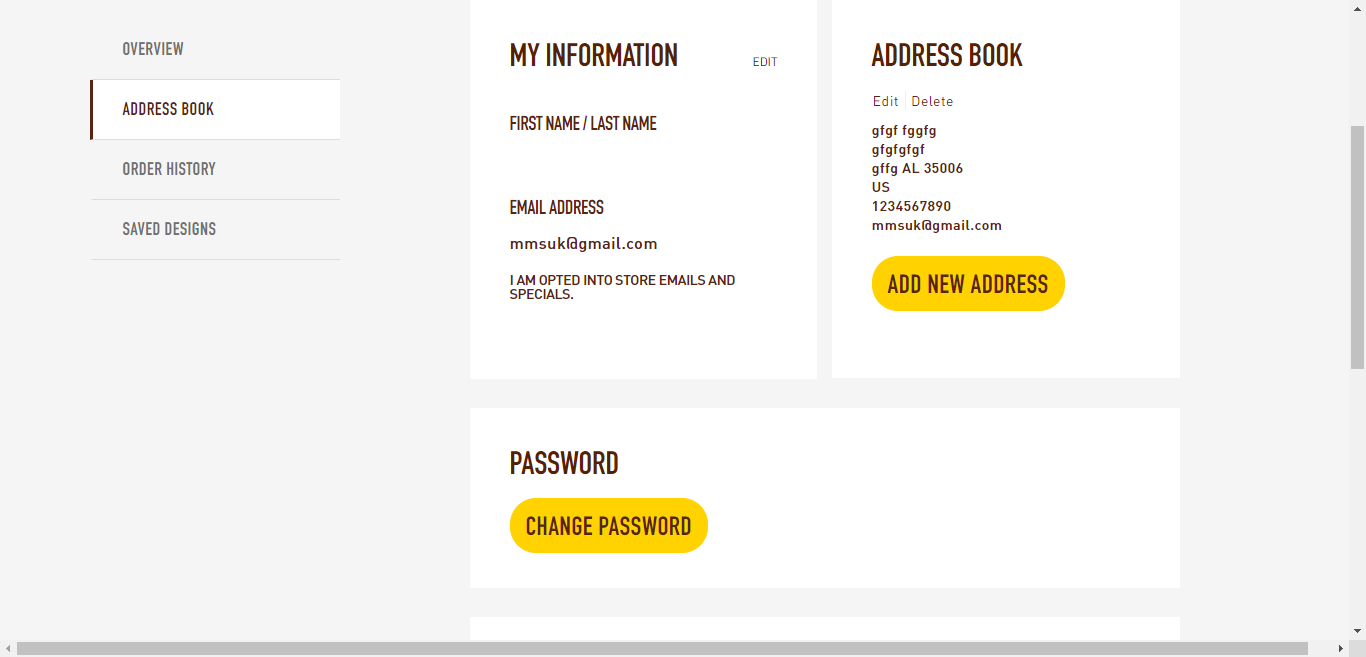 OVERVIEW
ADDRESS BOOK
ORDER HISTORY
SAVED DESIGNS
MY INFORMATION
EDIT
FIRST NAME / LAST NAME
EMAIL ADDRESS
mmsuk@gmail.com
I AM OPTED INTO STORE EMAILS AND
SPECIALS.
ADDRESS BOOK
Edit Delete
gfgf fggfg
gfgfgfgf
gffg AL 35006
US
1234567890
mmsuk@gmail.com
ADD NEW ADDRESS
PASSWORD
CHANGE PASSWORD